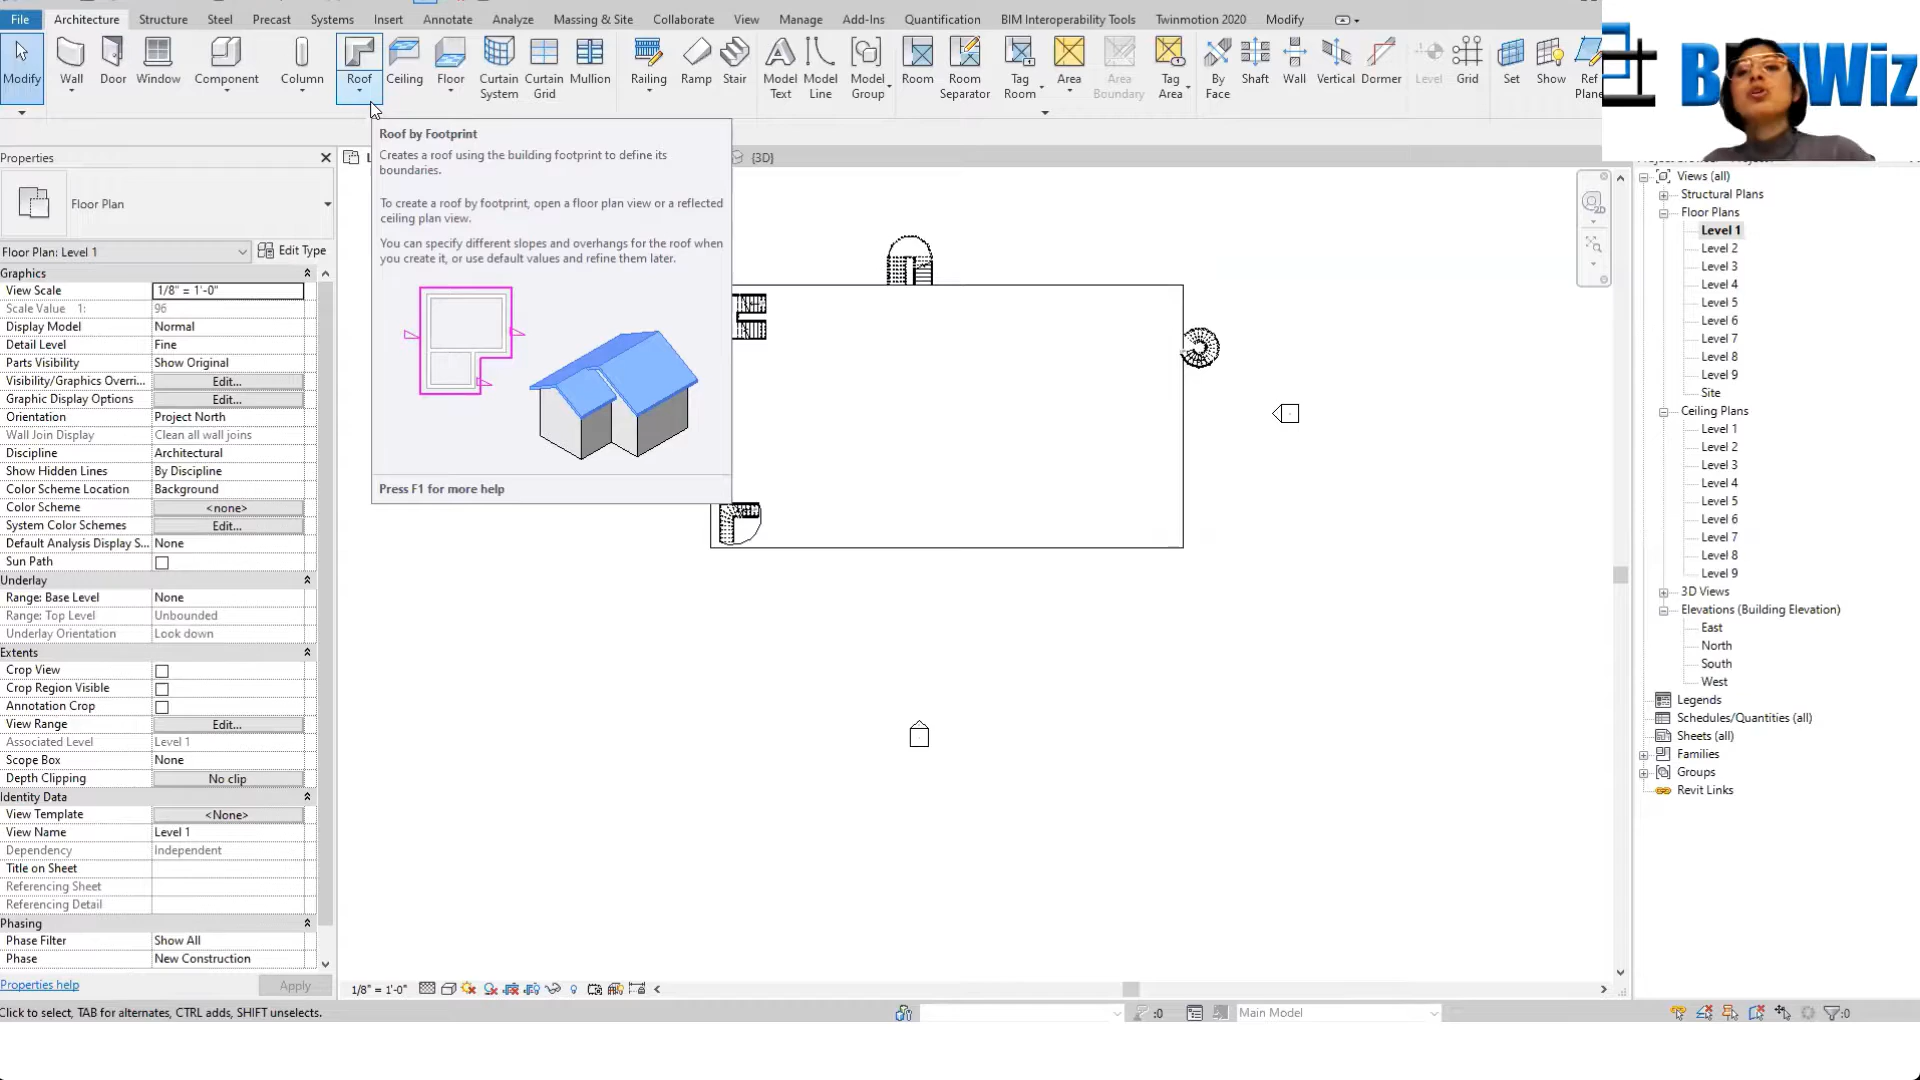 File Architecture Structure Steel Precast Systems Insert Annotate Analyze Massing & Site Collaborate View Manage Add-Ins Quantification BIM Interoperability Tools Twinmotion 2020 Modify
Modify Wall Door Window Component Column Roof Ceiling Floor Curtain System Curtain Grid Mullion Railing Ramp Stair Model Text Model Line Model Group Room Room Separator Tag Room Area Area Boundary Tag Area By Face Shaft Wall Vertical Dormer Level Grid Set Show Ref Plane
Properties
{3D}
Roof by Footprint
Creates a roof using the building footprint to define its
boundaries.
To create a roof by footprint, open a floor plan view or a reflected
ceiling plan view.
You can specify different slopes and overhangs for the roof when
you create it, or use default values and refine them later.
Press F1 for more help
Floor Plan
Floor Plan: Level 1 Edit Type
Graphics
View Scale 1/8" = 1'-0"
Scale Value 1: 96
Display Model Normal
Detail Level Fine
Parts Visibility Show Original
Visibility/Graphics Overri... Edit...
Graphic Display Options Edit...
Orientation Project North
Wall Join Display Clean all wall joins
Discipline Architectural
Show Hidden Lines By Discipline
Color Scheme Location Background
Color Scheme <none>
System Color Schemes Edit...
Default Analysis Display S... None
Sun Path
Underlay
Range: Base Level None
Range: Top Level Unbounded
Underlay Orientation Look down
Extents
Crop View
Crop Region Visible
Annotation Crop
View Range Edit...
Associated Level Level 1
Scope Box None
Depth Clipping No clip
Identity Data
View Template <None>
View Name Level 1
Dependency Independent
Title on Sheet
Referencing Sheet
Referencing Detail
Phasing
Phase Filter Show All
Phase New Construction
Properties help Apply
1/8" = 1'-0"
Click to select, TAB for alternates, CTRL adds, SHIFT unselects.
:0
Main Model
:0
Views (all)
Structural Plans
Floor Plans
Level 1
Level 2
Level 3
Level 4
Level 5
Level 6
Level 7
Level 8
Level 9
Site
Ceiling Plans
Level 1
Level 2
Level 3
Level 4
Level 5
Level 6
Level 7
Level 8
Level 9
3D Views
Elevations (Building Elevation)
East
North
South
West
Legends
Schedules/Quantities (all)
Sheets (all)
Families
Groups
Revit Links